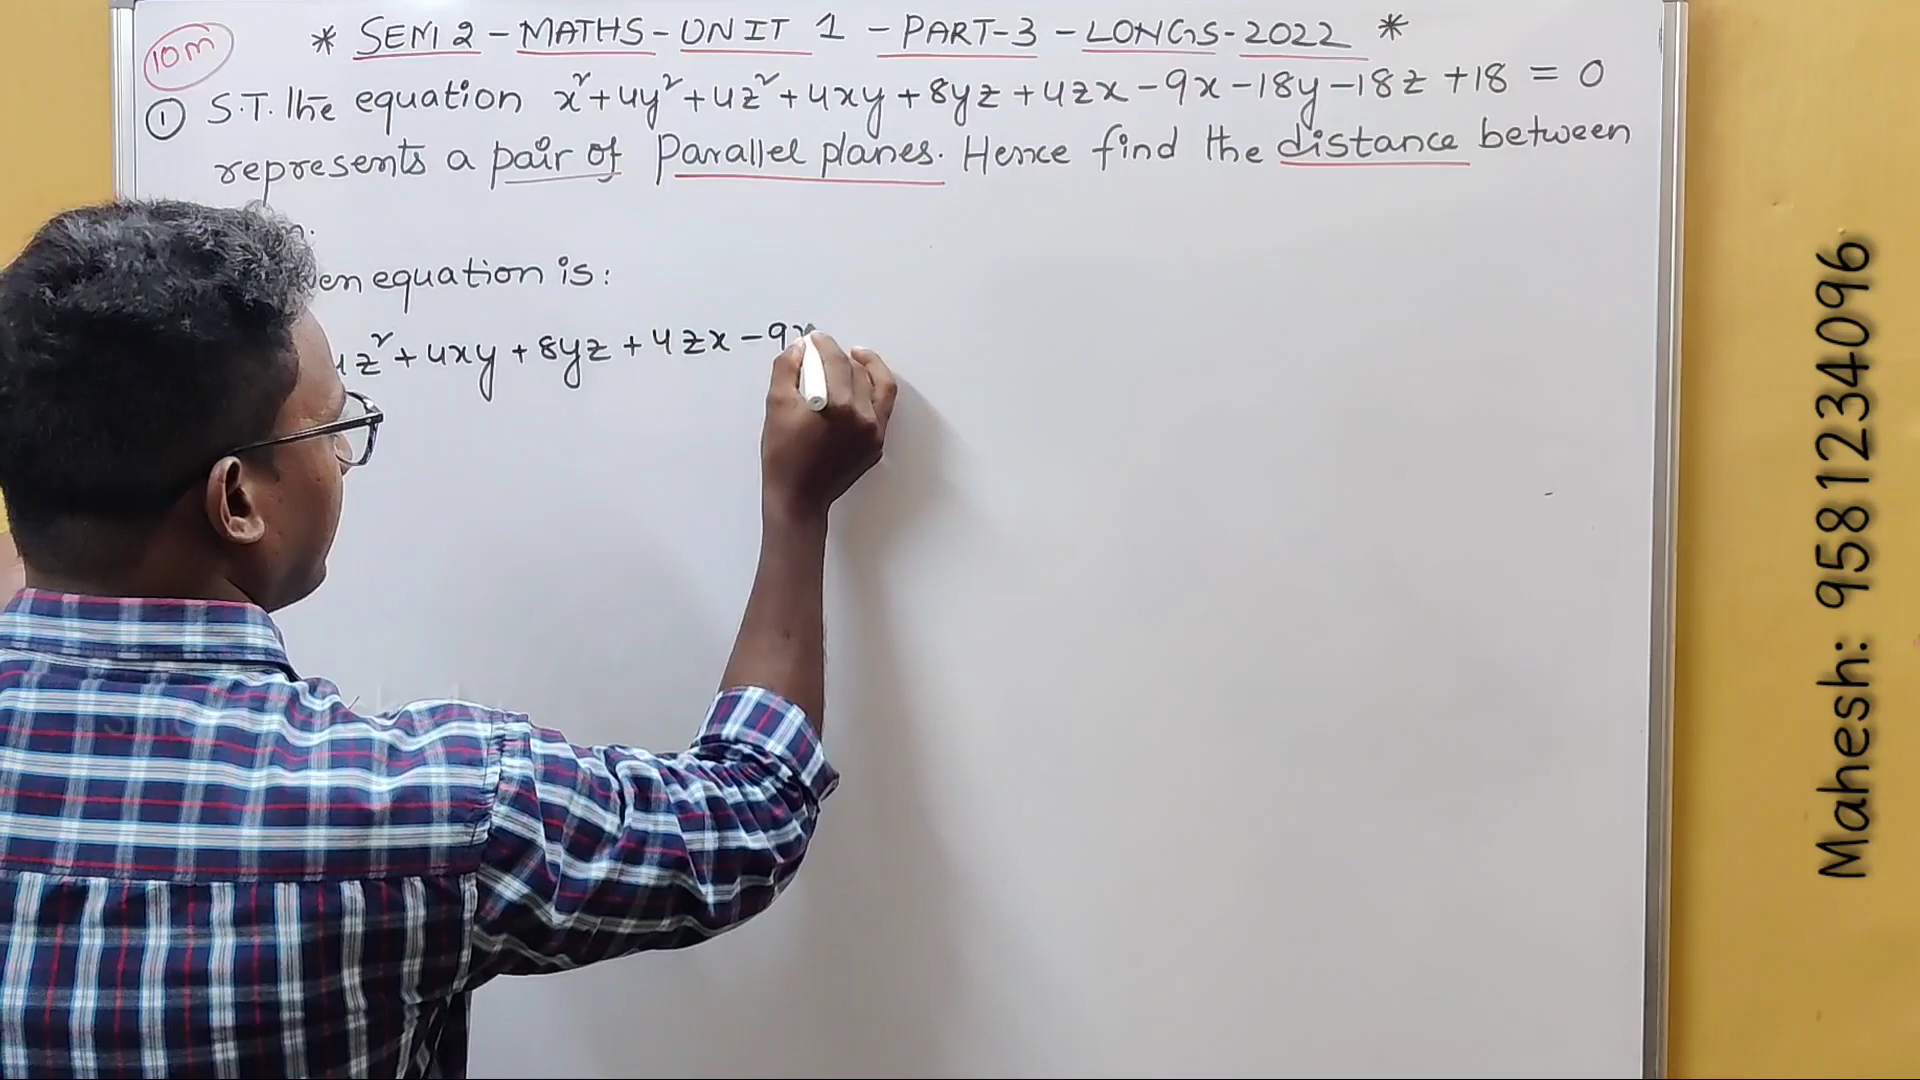 10m
* SEM 2 - MATHS - UNIT 1 - PART-3 - LONGS - 2022 *
① S.T. The equation x²+4y²+4z²+4xy+8yz+4zx-9x-18y-18z+18 = 0
represents a pair of Parallel planes. Hence find the distance between
equation is:
z²+4xy+8yz+4zx-9x
Mahesh: 9581234096